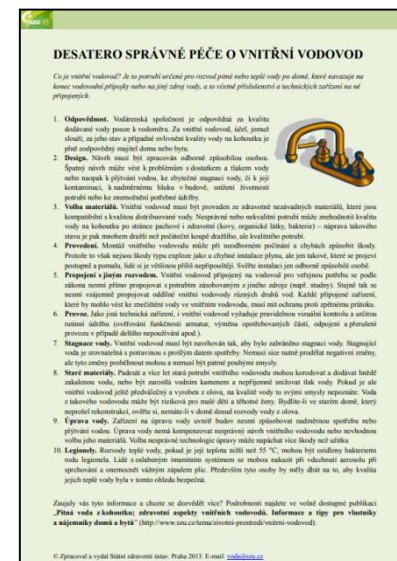 szu
DESATERO SPRÁVNÉ PÉČE O VNITŘNÍ VODOVOD
Co je vnitřní vodovod? Je to potrubí určené pro rozvod pitné nebo teplé vody po domě, které navazuje na
konec vodovodní přípojky nebo na jiný zdroj vody, a to včetně příslušenství a technických zařízení na ně
připojených.
1. Odpovědnost. Vodárenská společnost je odpovědná za kvalitu
dodávané vody pouze k vodoměru. Za vnitřní vodovod, účel, jemuž
slouží, za jeho stav a případné ovlivnění kvality vody na kohoutku je
plně zodpovědný majitel domu nebo bytu.
2. Design. Návrh musí být zpracován odborně způsobilou osobou.
Špatný návrh může vést k problémům s dostatkem a tlakem vody
nebo naopak k plýtvání vodou, ke zbytečné stagnaci vody, či k její
kontaminaci, k nadměrnému hluku v budově, snížení životnosti
potrubí nebo ke znemožnění potřebné údržby.
3. Volba materiálů. Vnitřní vodovod musí být proveden ze zdravotně nezávadných materiálů, které jsou
kompatibilní s kvalitou distribuované vody. Nesprávné nebo nekvalitní potrubí může znehodnotit kvalitu
vody na kohoutku po stránce pachové i zdravotní (kovy, organické látky, bakterie) – náprava takového
stavu je pak mnohem dražší než počáteční koupě dražšího, ale kvalitního potrubí.
4. Provedení. Montáž vnitřního vodovodu může při neodborném počínání a chybách způsobit škody.
Protože to však nejsou škody typu exploze jako u chybné instalace plynu, ale jen takové, které se projeví
postupně a pomalu, lidé si je většinou příliš nepřipouštějí. Svěřte instalaci jen odborně způsobilé osobě.
5. Propojení s jiným rozvodem. Vnitřní vodovod připojený na vodovod pro veřejnou potřebu se podle
zákona nesmí přímo propojovat s potrubím zásobovaným z jiného zdroje (např. studny). Stejně tak se
nesmí vzájemně propojovat oddílné vnitřní vodovody různých druhů vod. Každé připojené zařízení,
které by mohlo vést ke znečištění vody ve vnitřním vodovodu, musí mít ochranu proti zpětnému průtoku.
6. Provoz. Jako jiná technická zařízení, i vnitřní vodovod vyžaduje pravidelnou vizuální kontrolu a určitou
rutinní údržbu (ověřování funkčnosti armatur, výměnu opotřebovaných částí, odpojení a přerušení
provozu v případě delšího nepoužívání apod.).
7. Stagnace vody. Vnitřní vodovod musí být navrhován tak, aby bylo zabráněno stagnaci vody. Stagnující
voda je srovnatelná s potravinou s prošlým datem spotřeby. Nemusí sice nutně prodělat negativní změny,
ale tyto změny proběhnout mohou a nemusí být patrné pouhými smysly.
8. Staré materiály. Padesát a více let stará potrubí vnitřního vodovodu mohou korodovat a dodávat hnědě
zakalenou vodu, nebo být zarostlá vodním kamenem a nepříjemně snižovat tlak vody. Pokud je ale
vnitřní vodovod ještě předválečný a vyroben z olova, na kvalitě vody to svými smysly nepoznáte. Voda
z takového vodovodu může být riziková pro malé děti a těhotné ženy. Bydlíte-li ve starém domě, který
neprošel rekonstrukcí, ověřte si, nemáte-li v domě dosud rozvody vody z olova.
9. Úprava vody. Zařízení na úpravu vody uvnitř budov nesmí způsobovat nadměrnou spotřebu nebo
plýtvání vodou. Úprava vody nemá kompenzovat nesprávný návrh vnitřního vodovodu nebo nevhodnou
volbu jeho materiálů. Volba nesprávné technologie úpravy může napáchat více škody než užitku
10. Legionely. Rozvody teplé vody, pokud je její teplota nižší než 55 °C, mohou být osídleny bakteriemi
rodu legionela. Lidé s oslabeným imunitním systémem se mohou nakazit při vdechnutí aerosolu při
sprchování a onemocnět vážným zápalem plic. Především tyto osoby by měly dbát na to, aby kvalita
jejich teplé vody byla v tomto ohledu bezpečná.
Zaujaly vás tyto informace a chcete se dozvědět více? Podrobnosti najdete ve volně dostupné publikaci
„Pitná voda z kohoutku; zdravotní aspekty vnitřních vodovodů. Informace a tipy pro vlastníky
a nájemníky domů a bytů“ (http://www.szu.cz/tema/zivotni-prostredi/vnitrni-vodovod).
© Zpracoval a vydal Státní zdravotní ústav. Praha 2013. E-mail: voda@szu.cz.